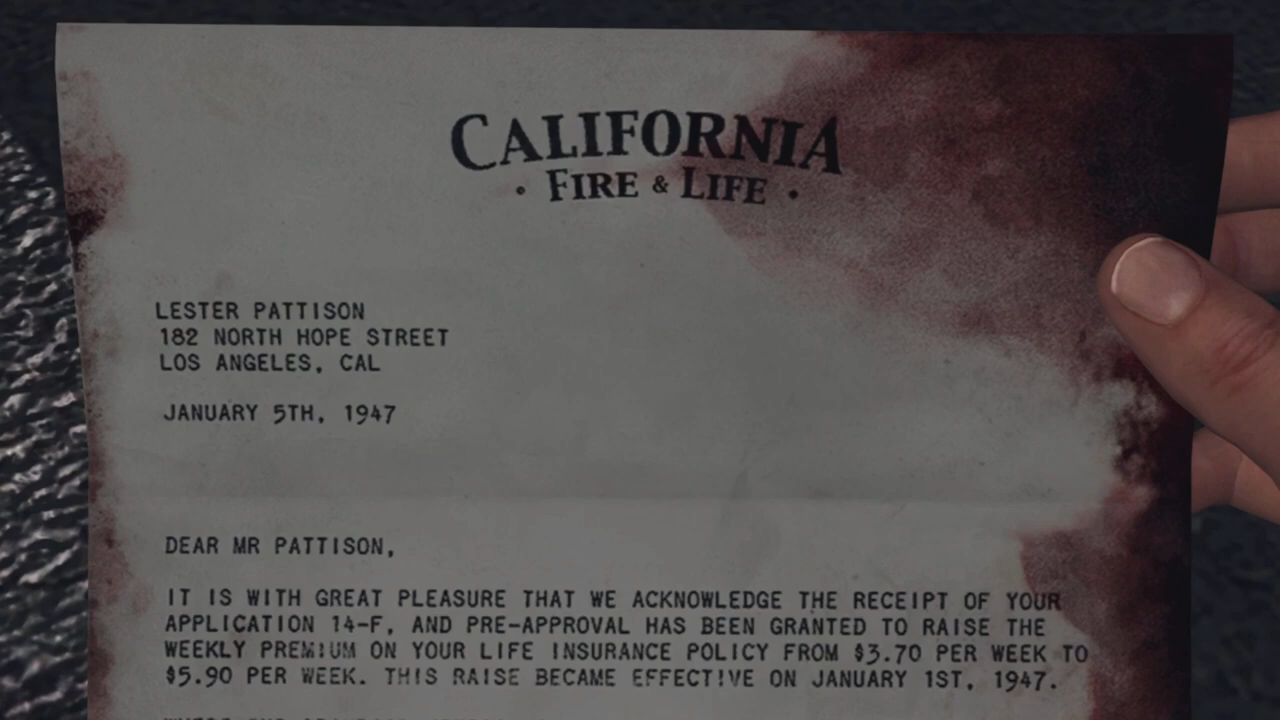 CALIFORNIA
· FIRE & LIFE ·
LESTER PATTISON
182 NORTH HOPE STREET
LOS ANGELES, CAL
JANUARY 5TH, 1947
DEAR MR PATTISON,
IT IS WITH GREAT PLEASURE THAT WE ACKNOWLEDGE THE RECEIPT OF YOUR
APPLICATION 14-F, AND PRE-APPROVAL HAS BEEN GRANTED TO RAISE THE
WEEKLY PREMIUM ON YOUR LIFE INSURANCE POLICY FROM $3.70 PER WEEK TO
$5.90 PER WEEK. THIS RAISE BECAME EFFECTIVE ON JANUARY 1ST, 1947.